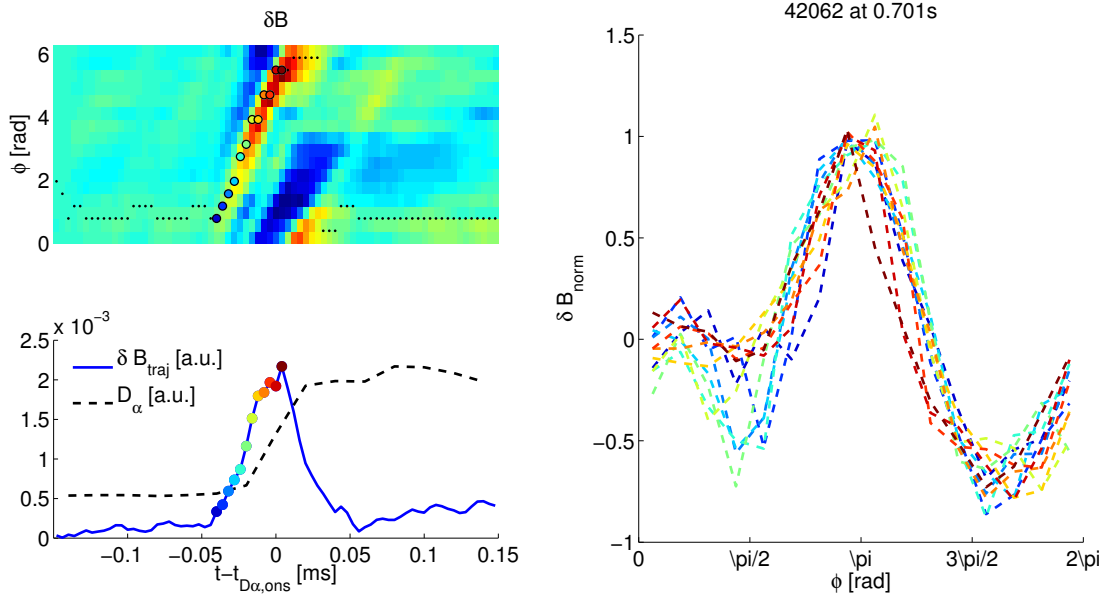 δB
φ [rad]
6
4
2
0
x 10⁻³
2.5
2
1.5
1
0.5
0
δ B_traj [a.u.]
D_α [a.u.]
−0.1
−0.05
0
0.05
0.1
0.15
t−t_Dα,ons [ms]
42062 at 0.701s
δ B_norm
1.5
1
0.5
0
−0.5
−1
0
\pi/2
\pi
3\pi/2
2\pi
φ [rad]